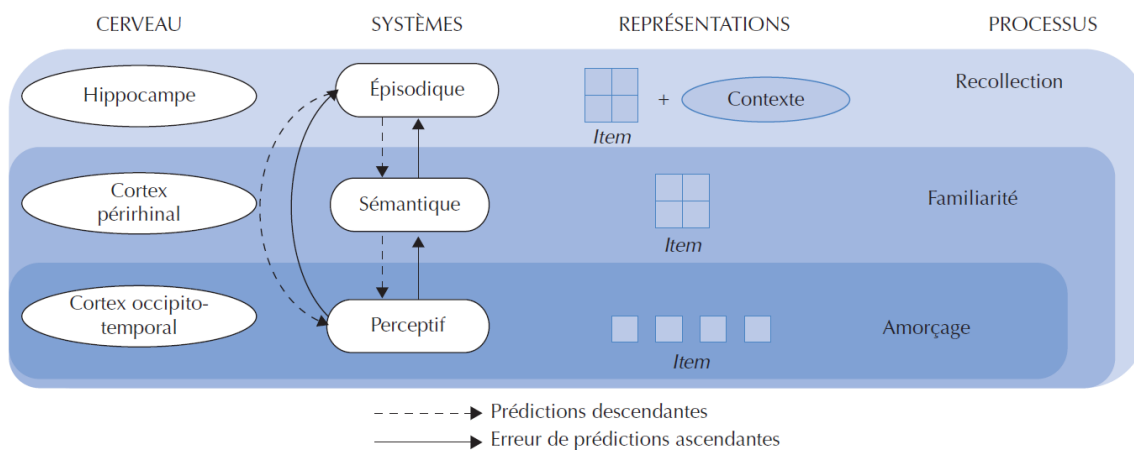 CERVEAU SYSTÈMES REPRÉSENTATIONS PROCESSUS
Hippocampe Épisodique + Contexte Recollection
Item
Cortex
périrhinal Sémantique Familiarité
Item
Cortex occipito-
temporal Perceptif Amorçage
Item
Prédictions descendantes
Erreur de prédictions ascendantes